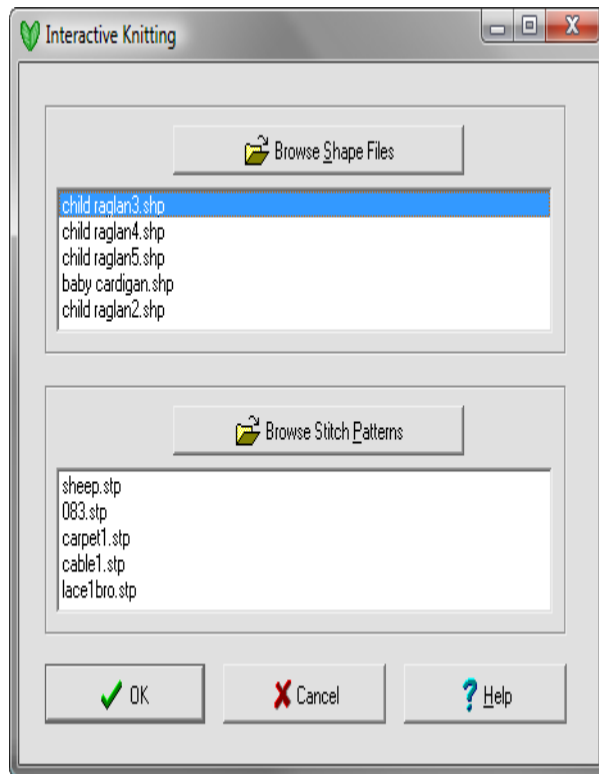 Interactive Knitting
Browse Shape Files
child raglan3.shp
child raglan4.shp
child raglan5.shp
baby cardigan.shp
child raglan2.shp
Browse Stitch Patterns
sheep.stp
083.stp
carpet1.stp
cable1.stp
lace1bro.stp
OK
Cancel
? Help